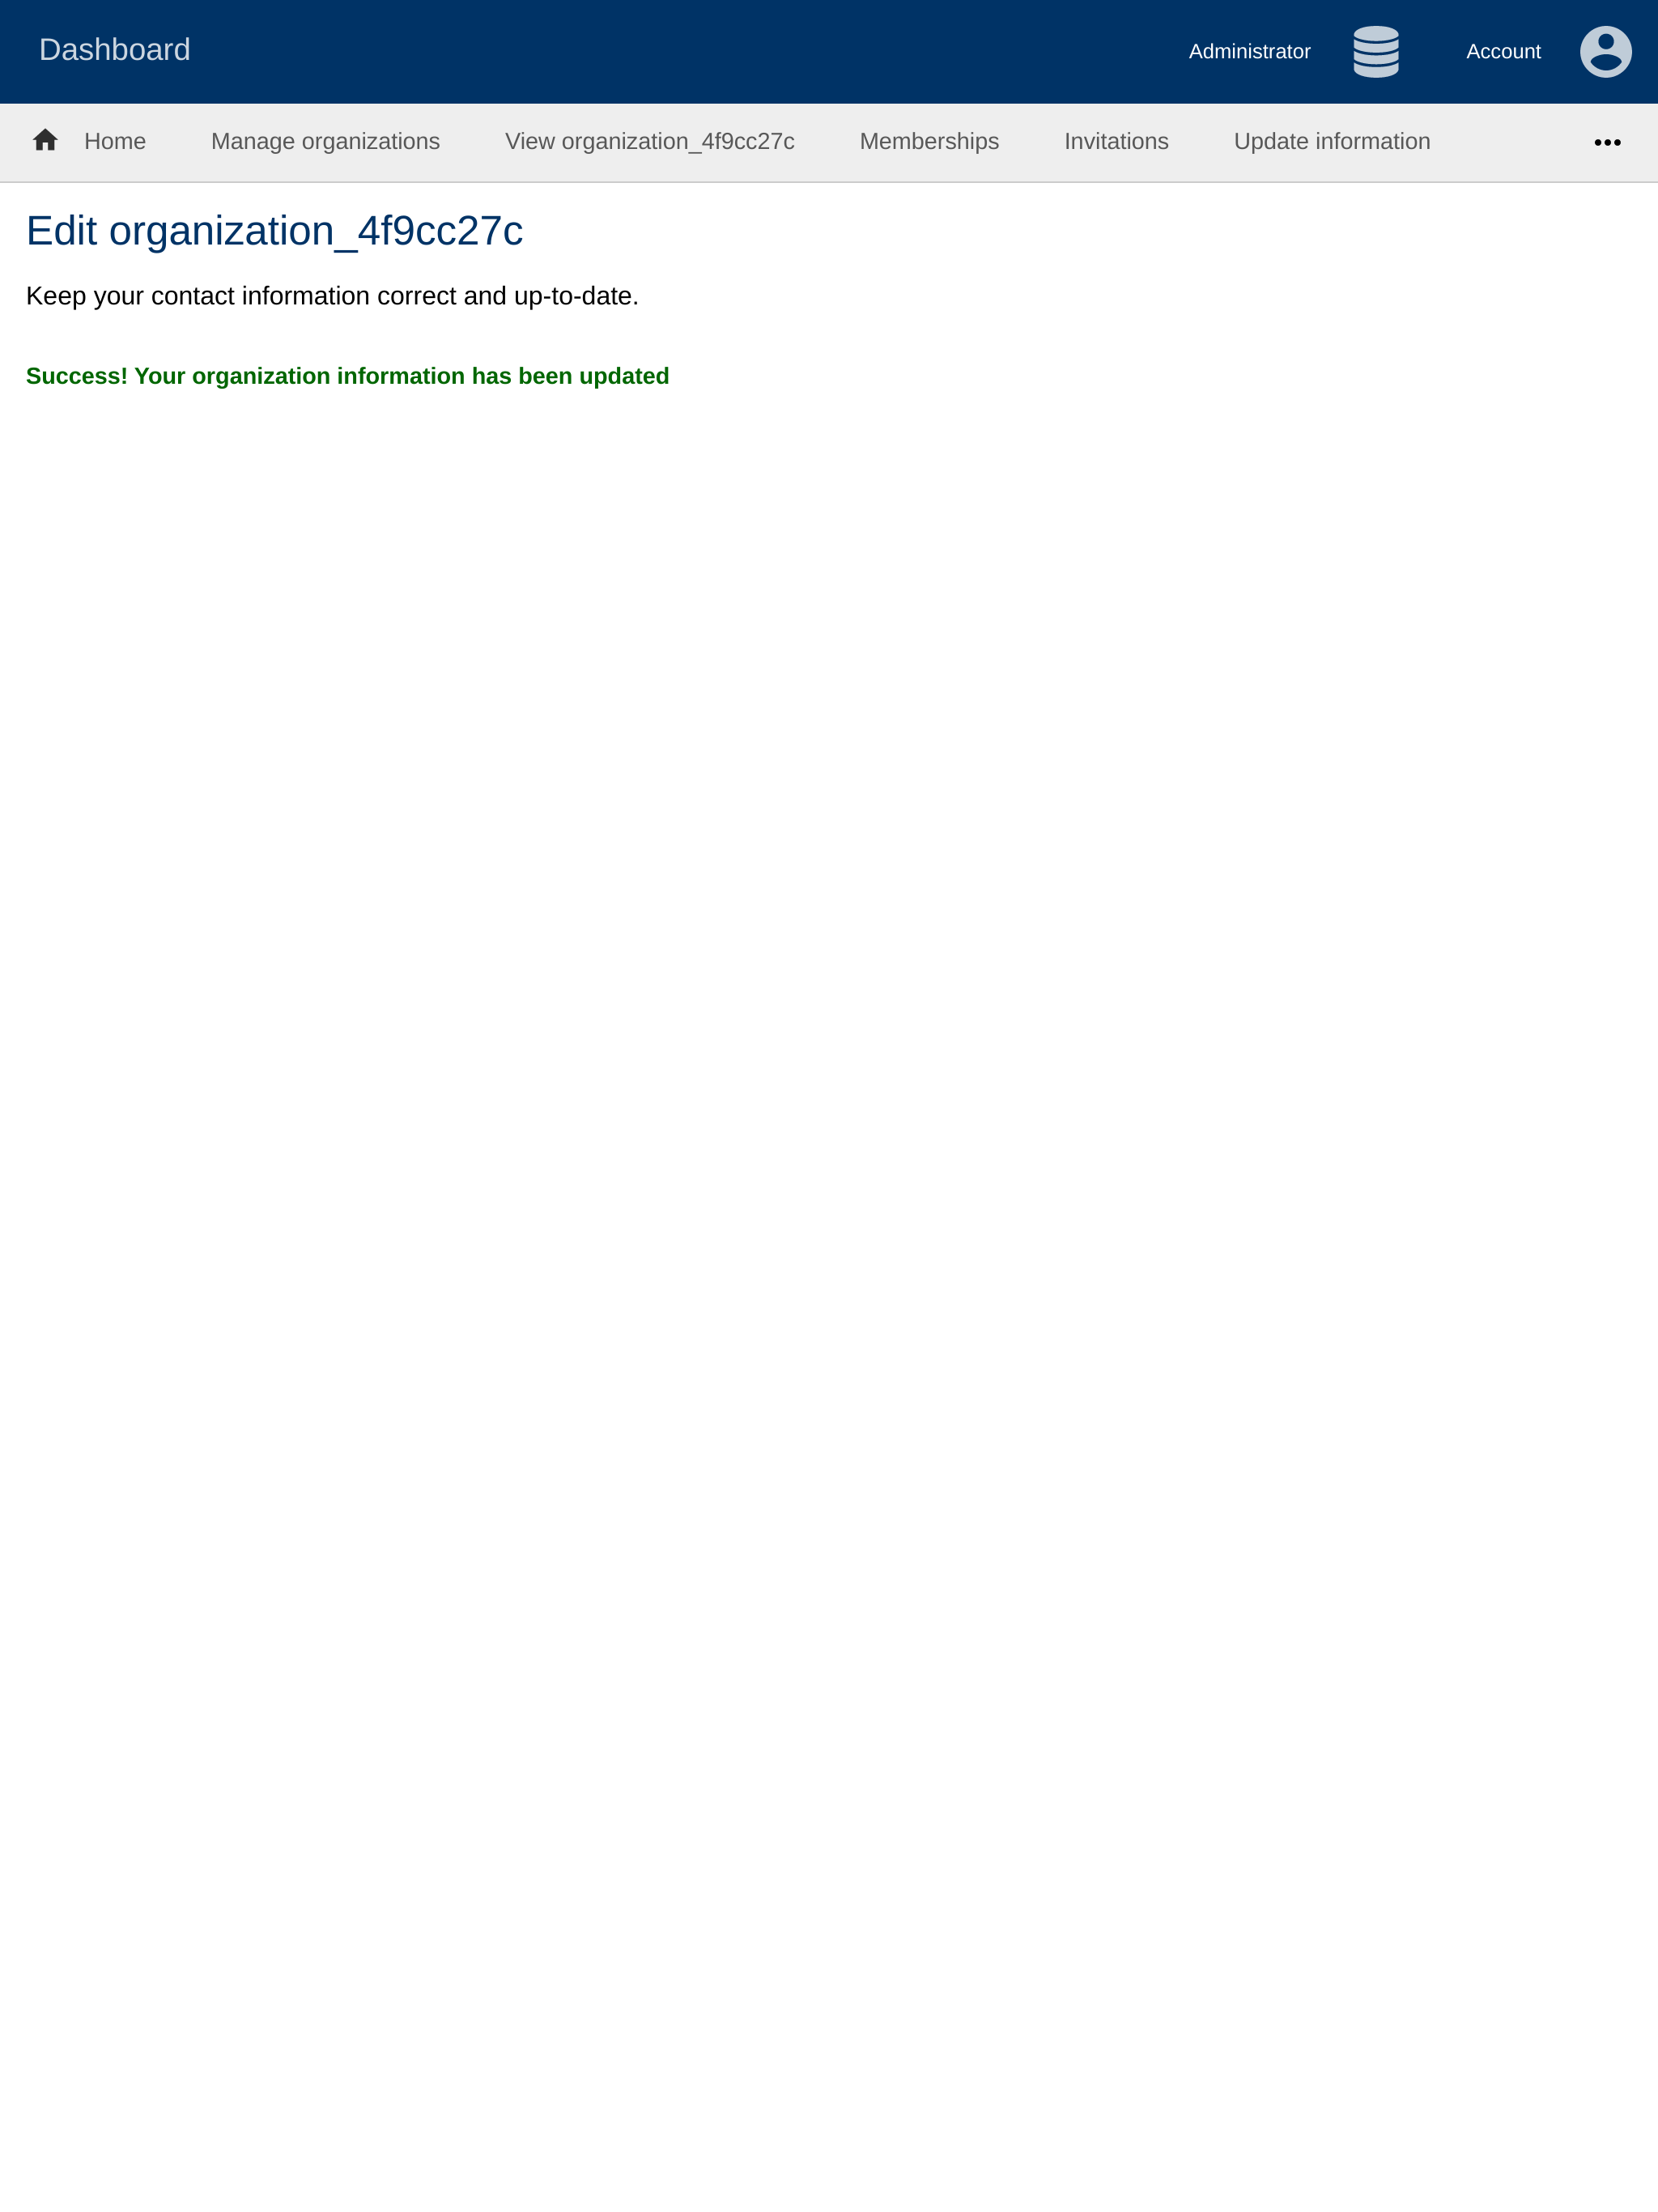 Dashboard
Administrator
Account
Home
Manage organizations
View organization_4f9cc27c
Memberships
Invitations
Update information
Edit organization_4f9cc27c
Keep your contact information correct and up-to-date.
Success! Your organization information has been updated